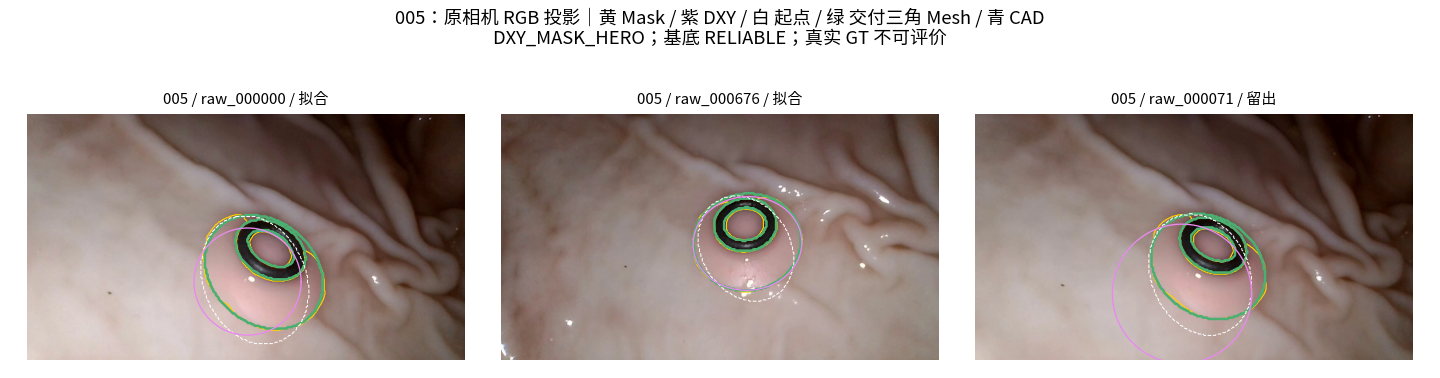 005：原相机 RGB 投影｜黄 Mask / 紫 DXY / 白 起点 / 绿 交付三角 Mesh / 青 CAD
DXY_MASK_HERO；基底 RELIABLE；真实 GT 不可评价
005 / raw_000000 / 拟合
005 / raw_000676 / 拟合
005 / raw_000071 / 留出